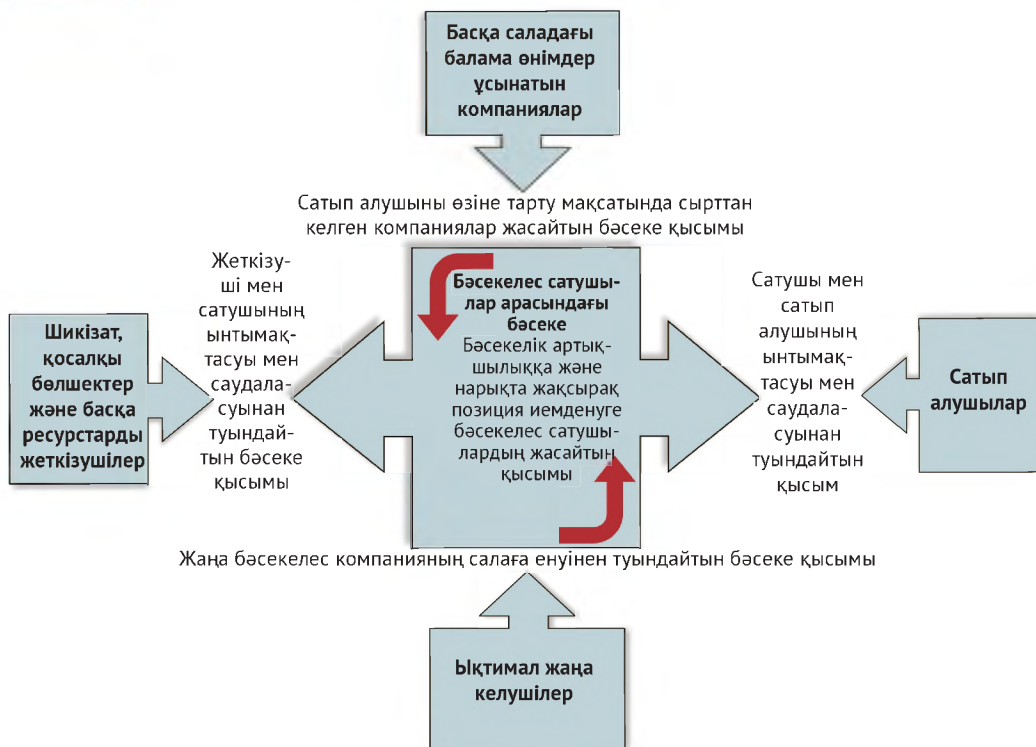 Басқа саладағы
балама өнімдер
ұсынатын
компаниялар
Сатып алушыны өзіне тарту мақсатында сырттан
келген компаниялар жасайтын бәсеке қысымы
Шикізат,
қосалқы
бөлшектер
және басқа
ресурстарды
жеткізушілер
Жеткізу-
ші мен
сатушының
ынтымақ-
тасуы мен
саудала-
суынан
туындай-
тын бәсеке
қысымы
Бәсекелес сатушы-
лар арасындағы
бәсеке
Бәсекелік артық-
шылыққа және
нарықта жақсырақ
позиция иемденуге
бәсекелес сатушы-
лардың жасайтын
қысымы
Сатушы мен
сатып
алушының
ынтымақ-
тасуы мен
саудала-
суынан
туындайтын
қысым
Сатып
алушылар
Жаңа бәсекелес компанияның салаға енуінен туындайтын бәсеке қысымы
Ықтимал жаңа
келушілер